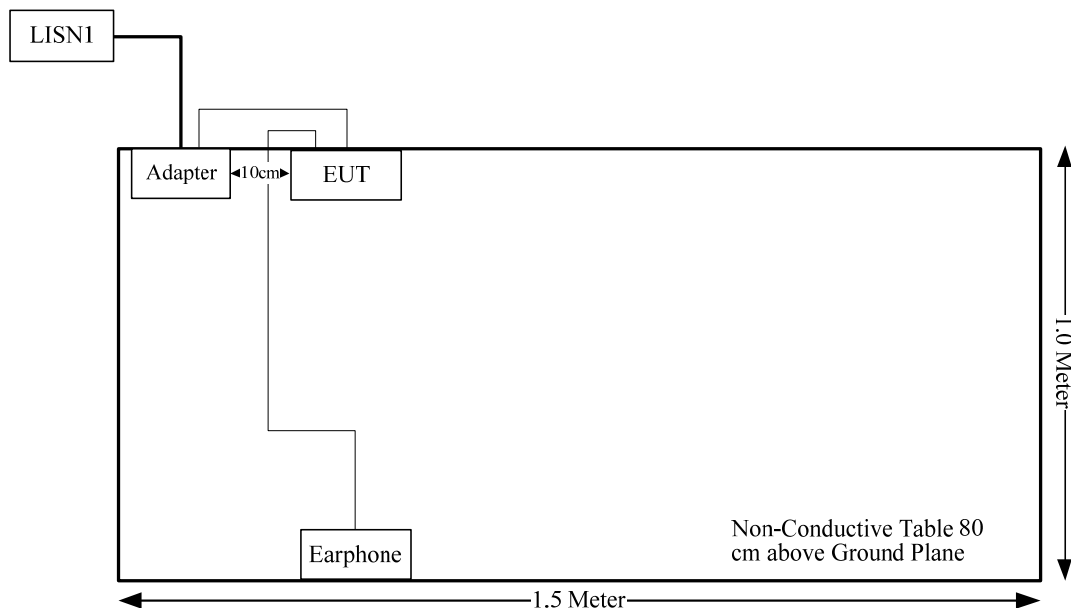 LISN1
Adapter
10cm
EUT
1.0 Meter
Earphone
Non-Conductive Table 80
cm above Ground Plane
1.5 Meter